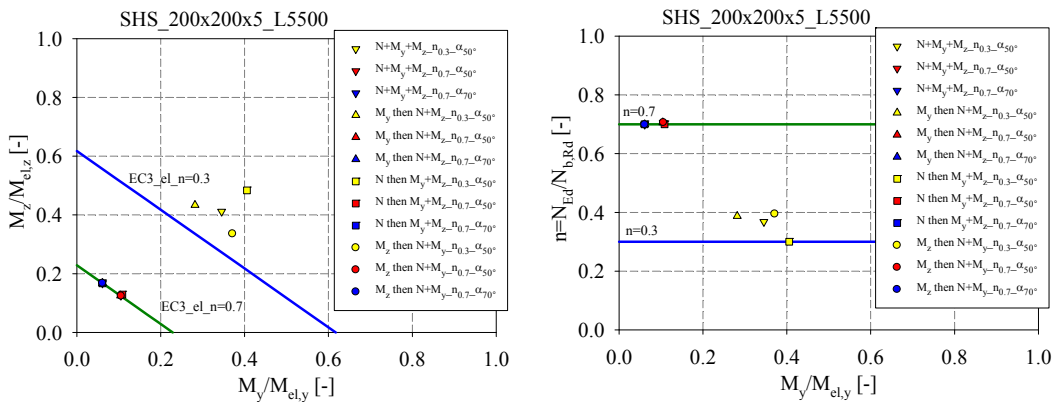 SHS_200x200x5_L5500
1.0
0.8
0.6
0.4
0.2
0.0
0.0 0.2 0.4 0.6 0.8 1.0
M_z/M_el,z [-]
M_y/M_el,y [-]
EC3_el_n=0.3
EC3_el_n=0.7
N+M_y+M_z_n_0.3_α_50°
N+M_y+M_z_n_0.7_α_50°
N+M_y+M_z_n_0.7_α_70°
M_y then N+M_z_n_0.3_α_50°
M_y then N+M_z_n_0.7_α_50°
M_y then N+M_z_n_0.7_α_70°
N then M_y+M_z_n_0.3_α_50°
N then M_y+M_z_n_0.7_α_50°
N then M_y+M_z_n_0.7_α_70°
M_z then N+M_y_n_0.3_α_50°
M_z then N+M_y_n_0.7_α_50°
M_z then N+M_y_n_0.7_α_70°
SHS_200x200x5_L5500
1.0
0.8
0.6
0.4
0.2
0.0
0.0 0.2 0.4 0.6 0.8 1.0
n=N_Ed/N_b,Rd [-]
M_y/M_el,y [-]
n=0.7
n=0.3
N+M_y+M_z_n_0.3_α_50°
N+M_y+M_z_n_0.7_α_50°
N+M_y+M_z_n_0.7_α_70°
M_y then N+M_z_n_0.3_α_50°
M_y then N+M_z_n_0.7_α_50°
M_y then N+M_z_n_0.7_α_70°
N then M_y+M_z_n_0.3_α_50°
N then M_y+M_z_n_0.7_α_50°
N then M_y+M_z_n_0.7_α_70°
M_z then N+M_y_n_0.3_α_50°
M_z then N+M_y_n_0.7_α_50°
M_z then N+M_y_n_0.7_α_70°